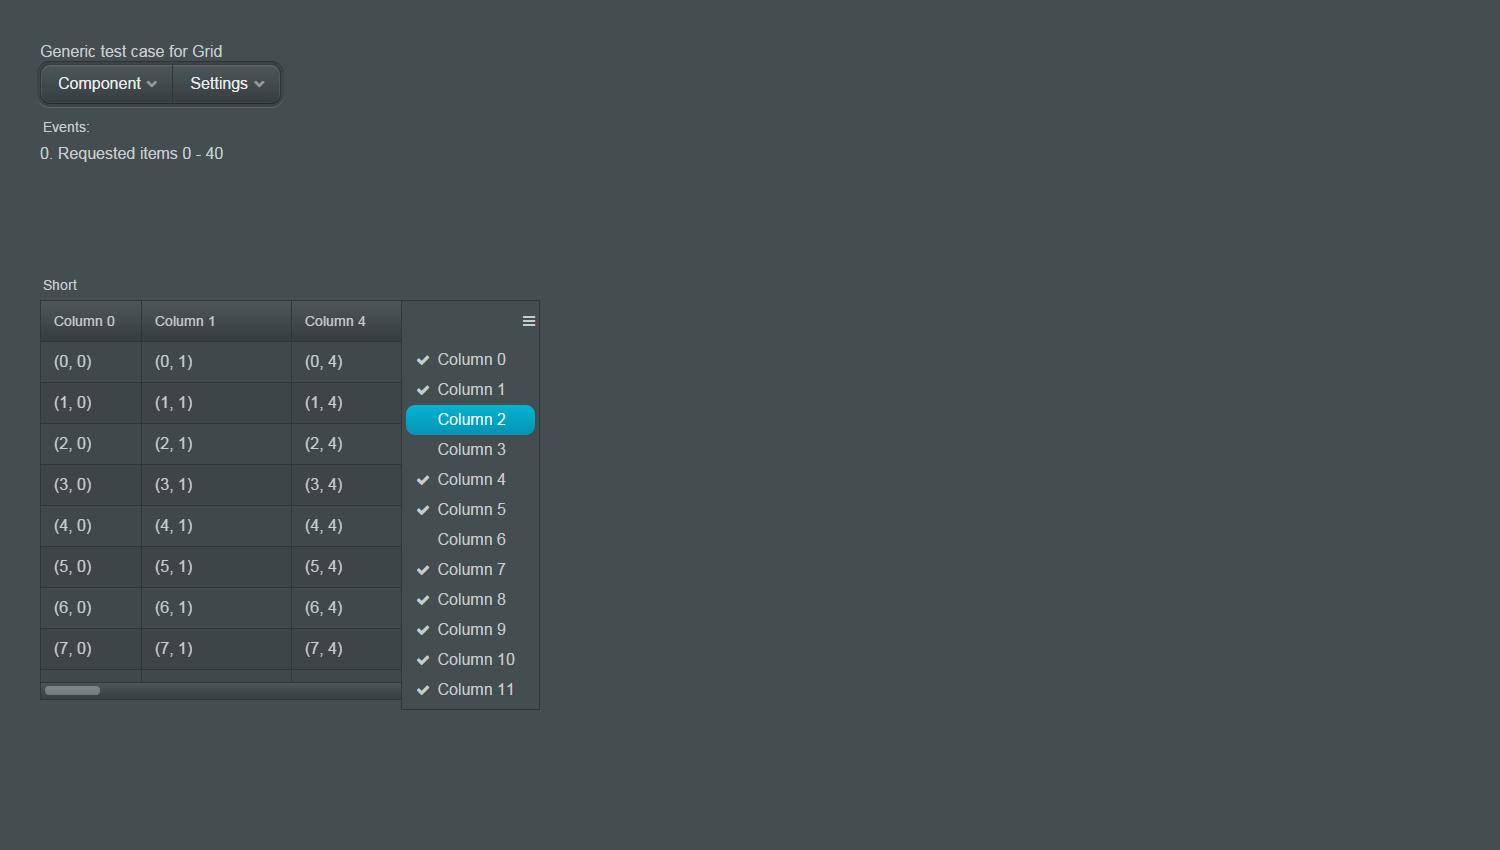 Generic test case for Grid
Component Settings
Events:
0. Requested items 0 - 40
Short
Column 0 Column 1 Column 4
(0, 0) (0, 1) (0, 4)
(1, 0) (1, 1) (1, 4)
(2, 0) (2, 1) (2, 4)
(3, 0) (3, 1) (3, 4)
(4, 0) (4, 1) (4, 4)
(5, 0) (5, 1) (5, 4)
(6, 0) (6, 1) (6, 4)
(7, 0) (7, 1) (7, 4)
Column 0
Column 1
Column 2
Column 3
Column 4
Column 5
Column 6
Column 7
Column 8
Column 9
Column 10
Column 11